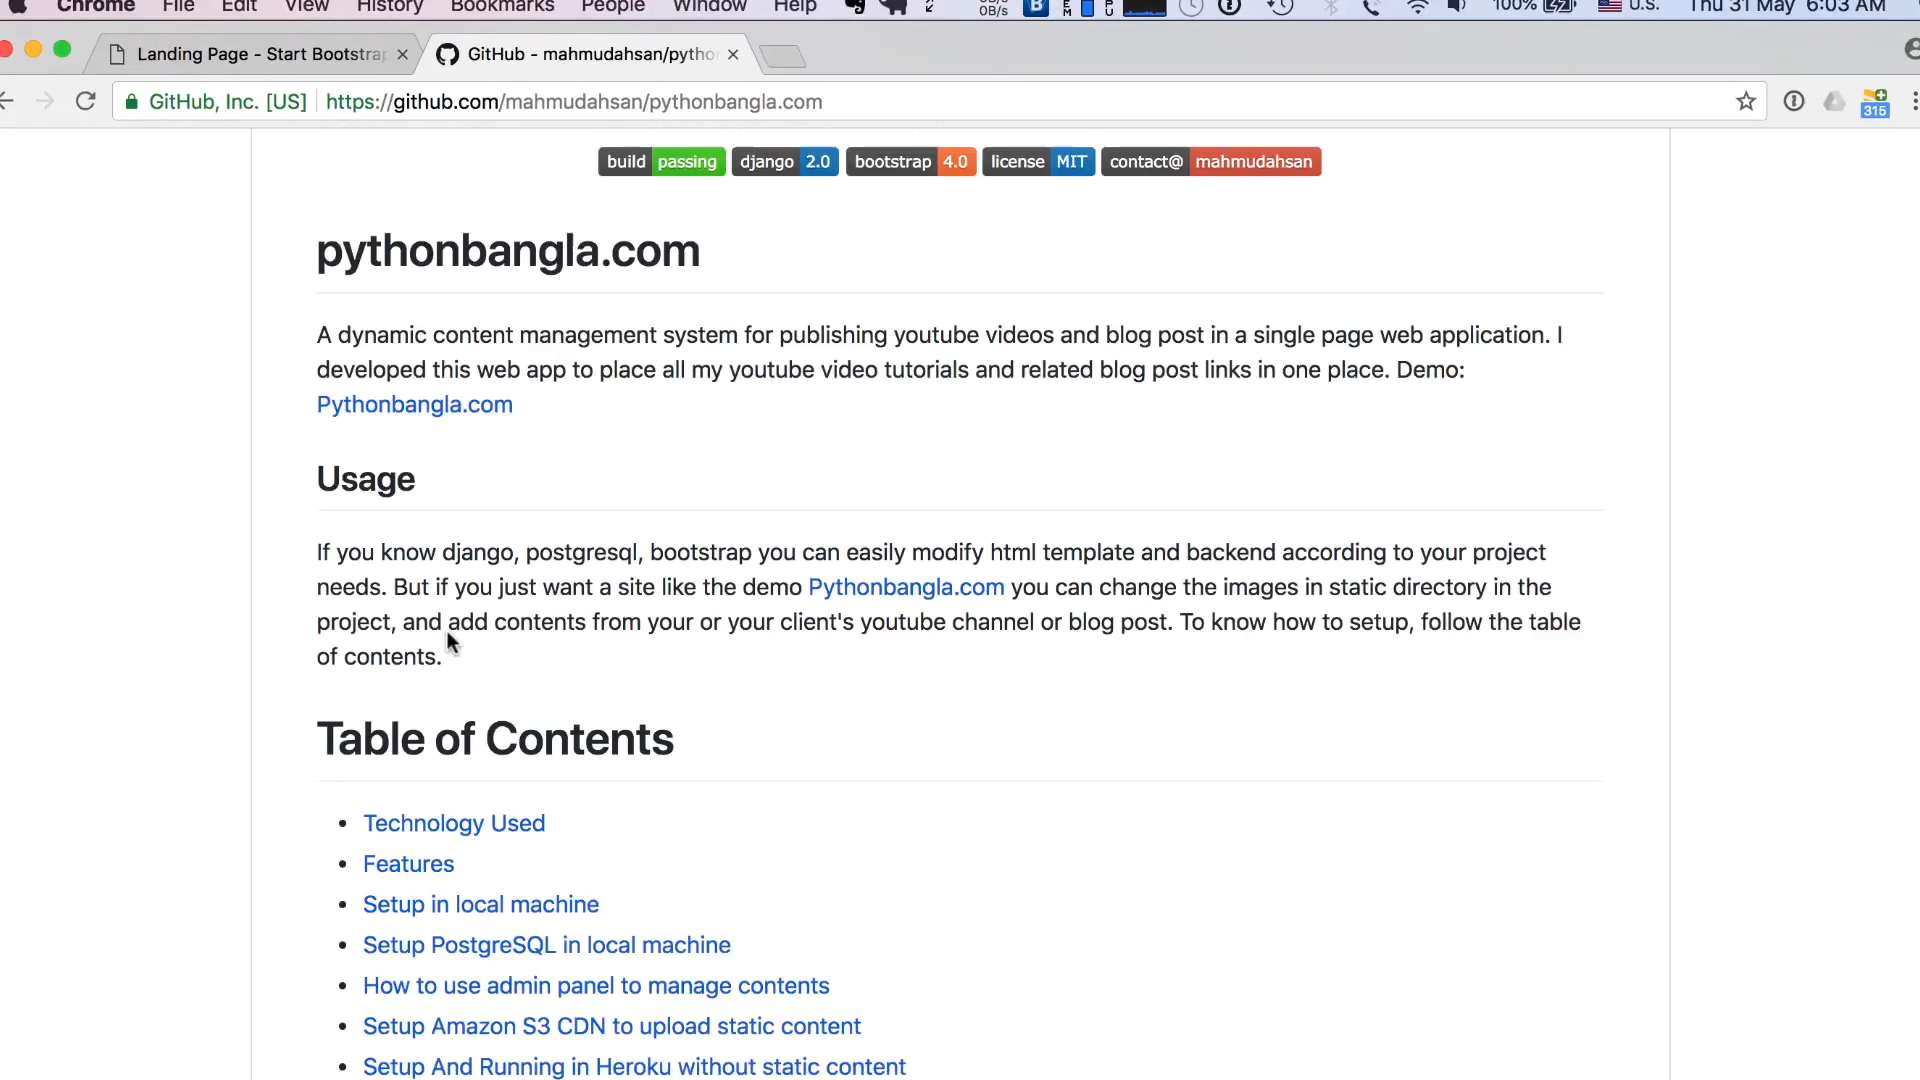 Chrome File Edit View History Bookmarks People Window Help 0B/s 100% U.S. Thu 31 May 6:03 AM
Landing Page - Start Bootstrap GitHub - mahmudahsan/pytho
GitHub, Inc. [US] https://github.com/mahmudahsan/pythonbangla.com 315
build passing django 2.0 bootstrap 4.0 license MIT contact@ mahmudahsan
pythonbangla.com
A dynamic content management system for publishing youtube videos and blog post in a single page web application. I
developed this web app to place all my youtube video tutorials and related blog post links in one place. Demo:
Pythonbangla.com
Usage
If you know django, postgresql, bootstrap you can easily modify html template and backend according to your project
needs. But if you just want a site like the demo Pythonbangla.com you can change the images in static directory in the
project, and add contents from your or your client's youtube channel or blog post. To know how to setup, follow the table
of contents.
Table of Contents
• Technology Used
• Features
• Setup in local machine
• Setup PostgreSQL in local machine
• How to use admin panel to manage contents
• Setup Amazon S3 CDN to upload static content
• Setup And Running in Heroku without static content